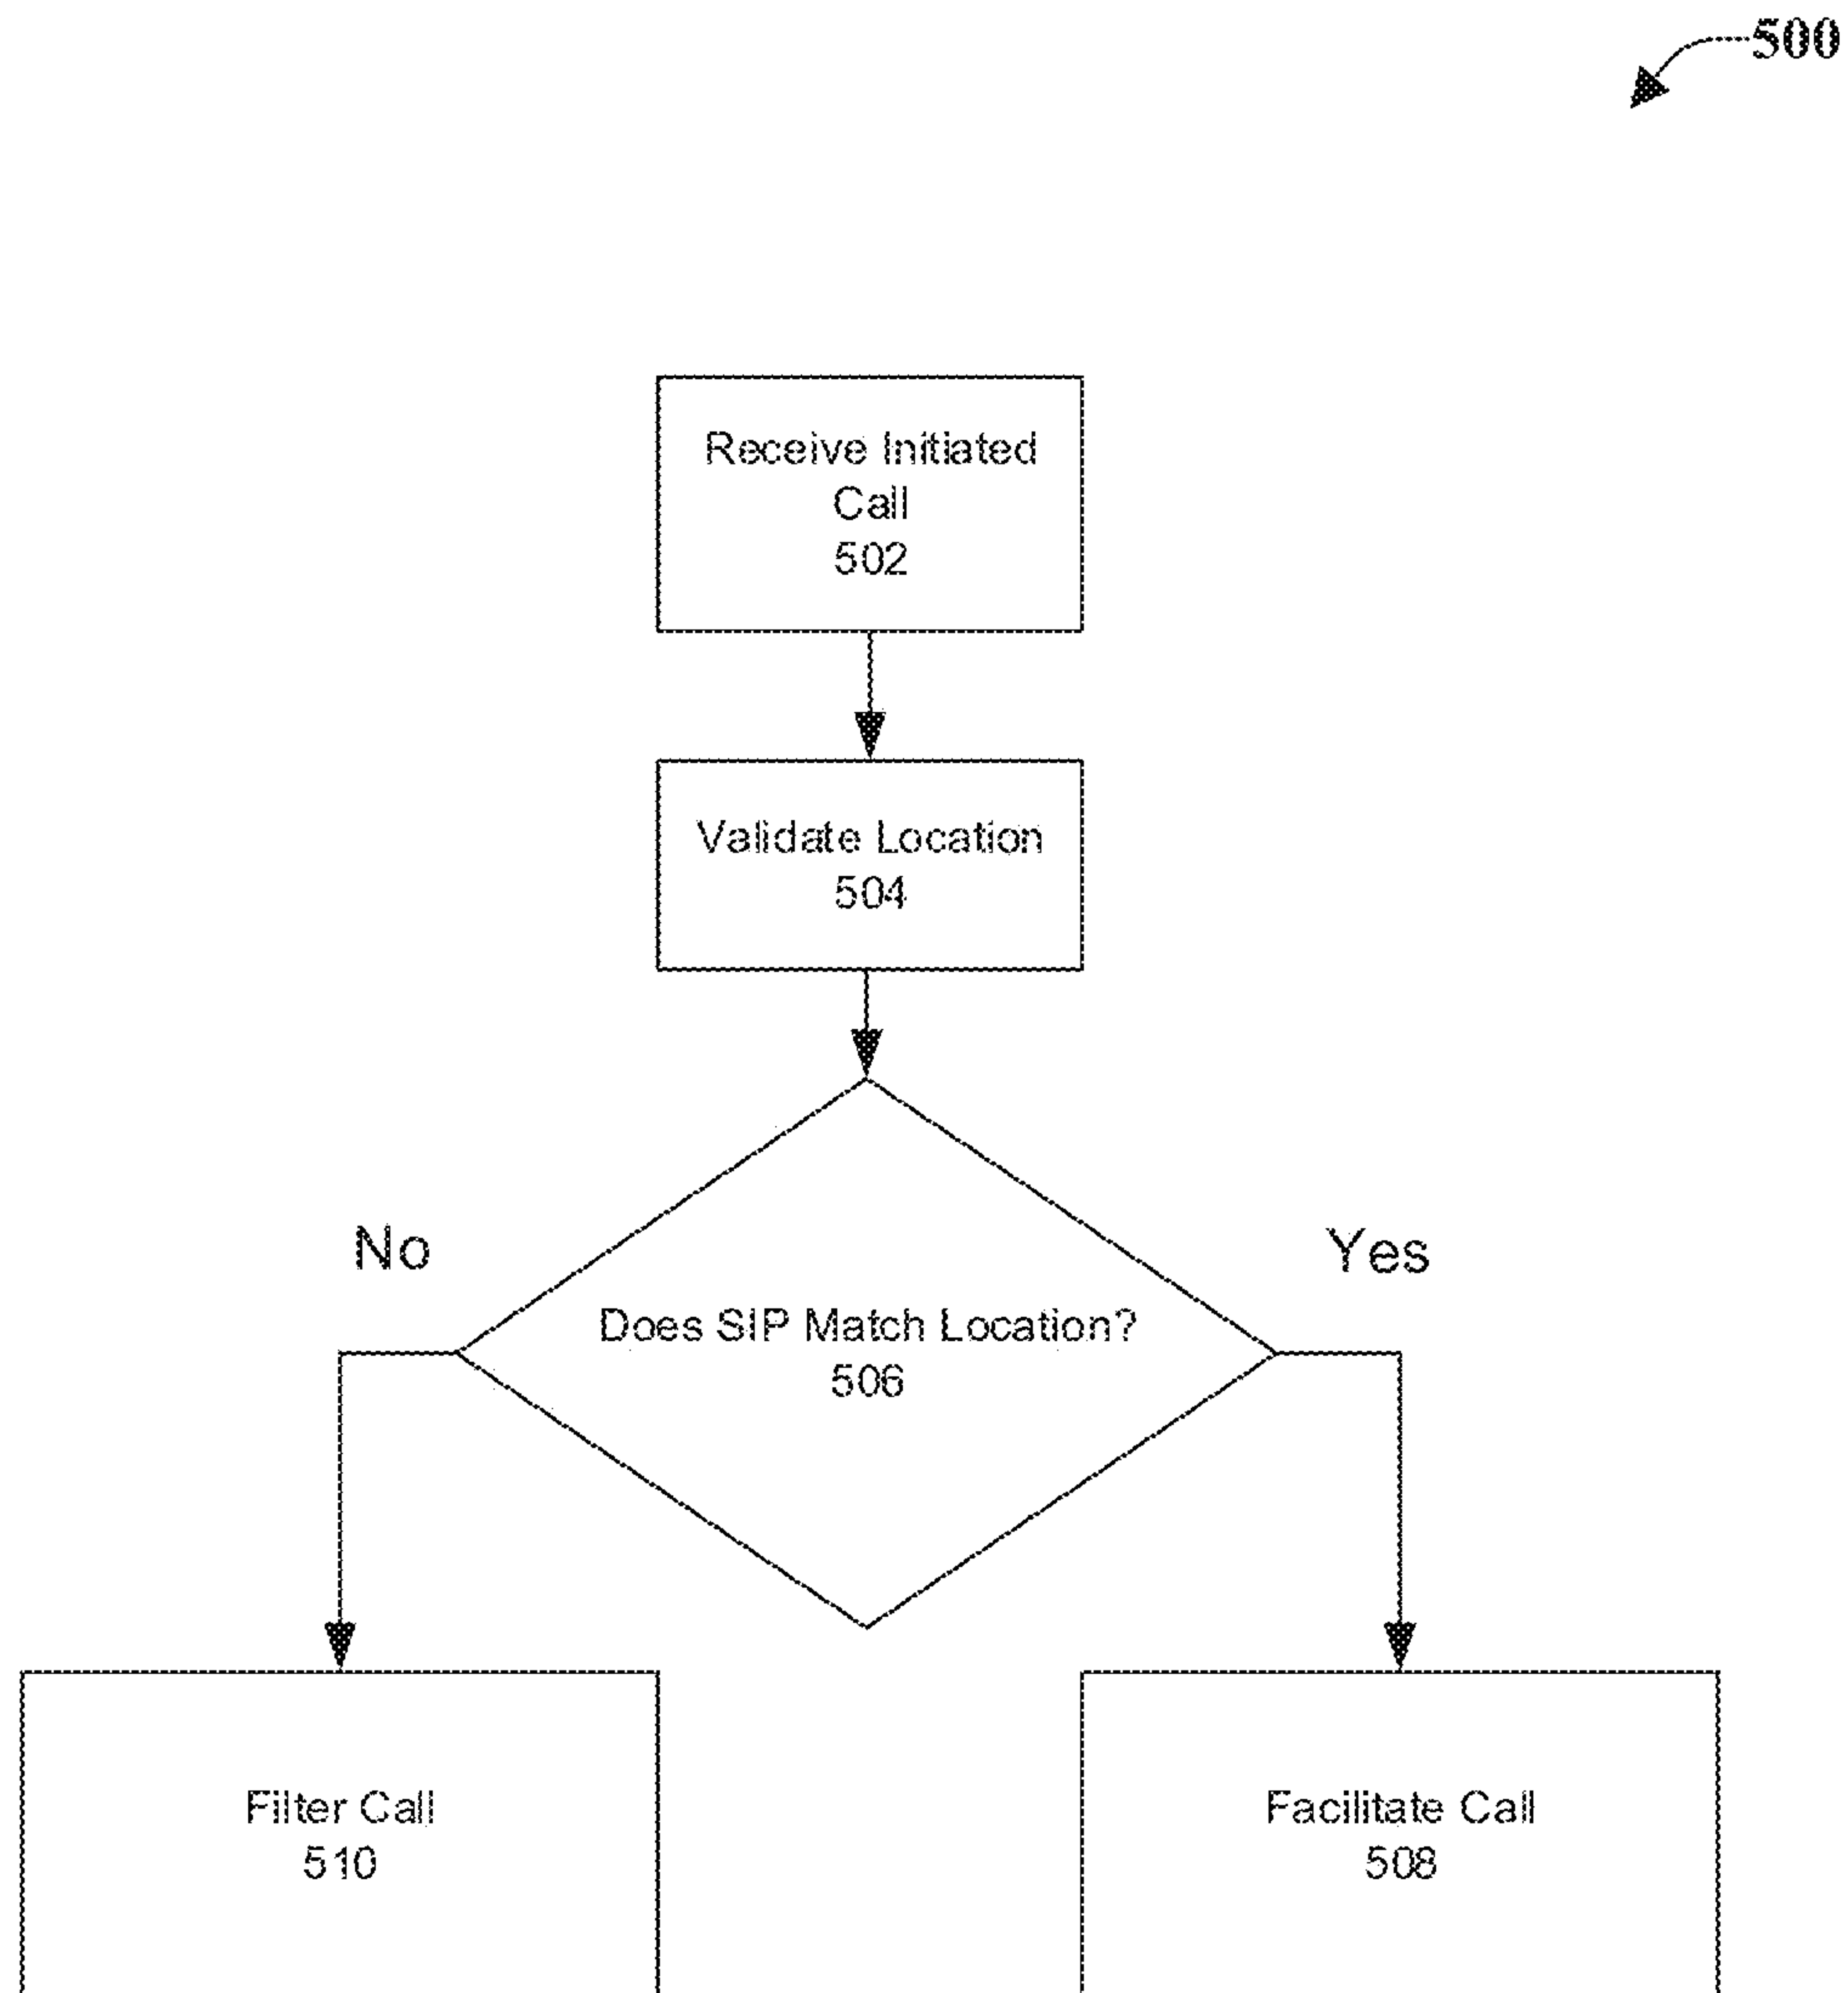 500
Receive Initiated
Call
502
Validate Location
504
No
Yes
Does SIP Match Location?
506
Filter Call
510
Facilitate Call
508